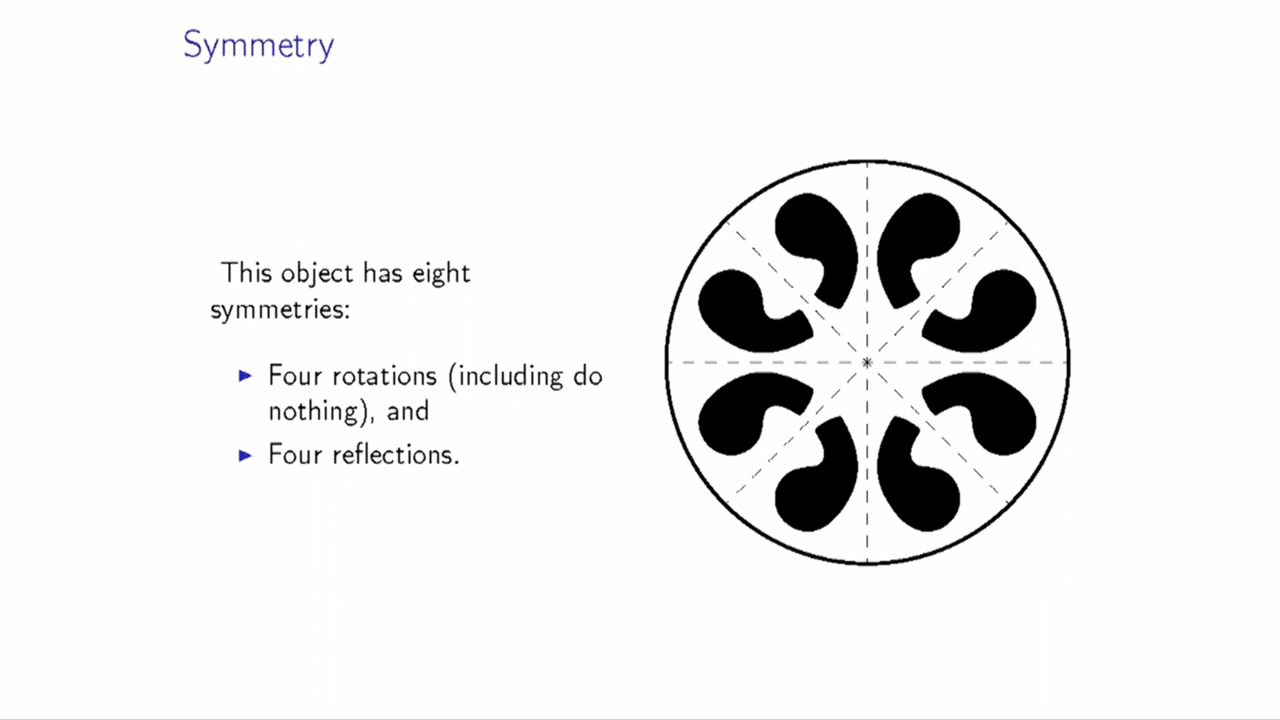 Symmetry
This object has eight
symmetries:
▶ Four rotations (including do
nothing), and
▶ Four reflections.